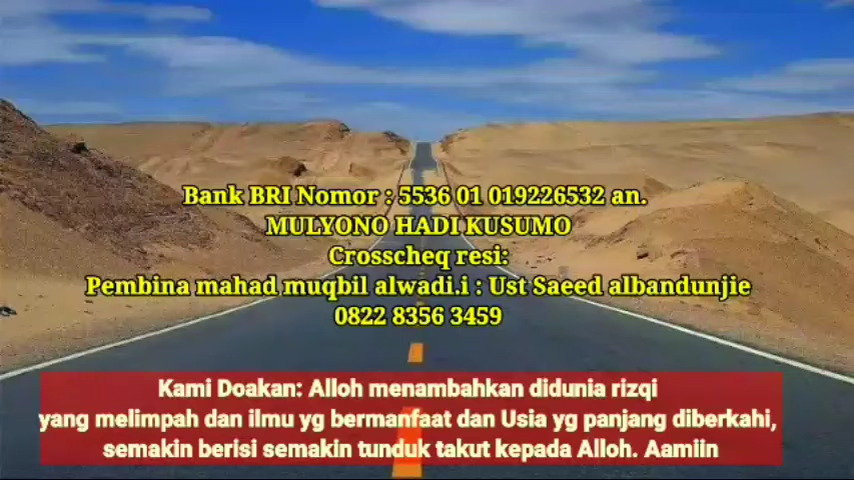 Bank BRI Nomor : 5536 01 019226532 an.
MULYONO HADI KUSUMO
Crosscheq resi:
Pembina mahad muqbil alwadi.i : Ust Saeed albandunjie
0822 8356 3459
Kami Doakan: Alloh menambahkan didunia rizqi
yang melimpah dan ilmu yg bermanfaat dan Usia yg panjang diberkahi,
semakin berisi semakin tunduk takut kepada Alloh. Aamiin